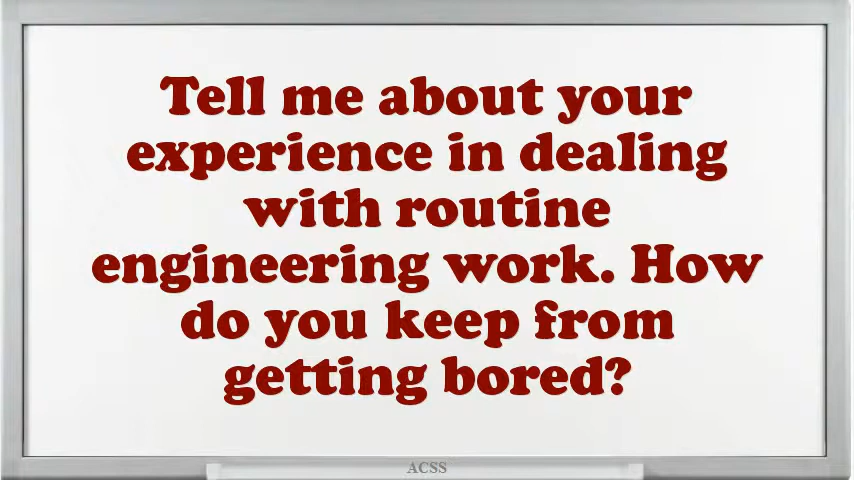 Tell me about your
experience in dealing
with routine
engineering work. How
do you keep from
getting bored?
ACSS